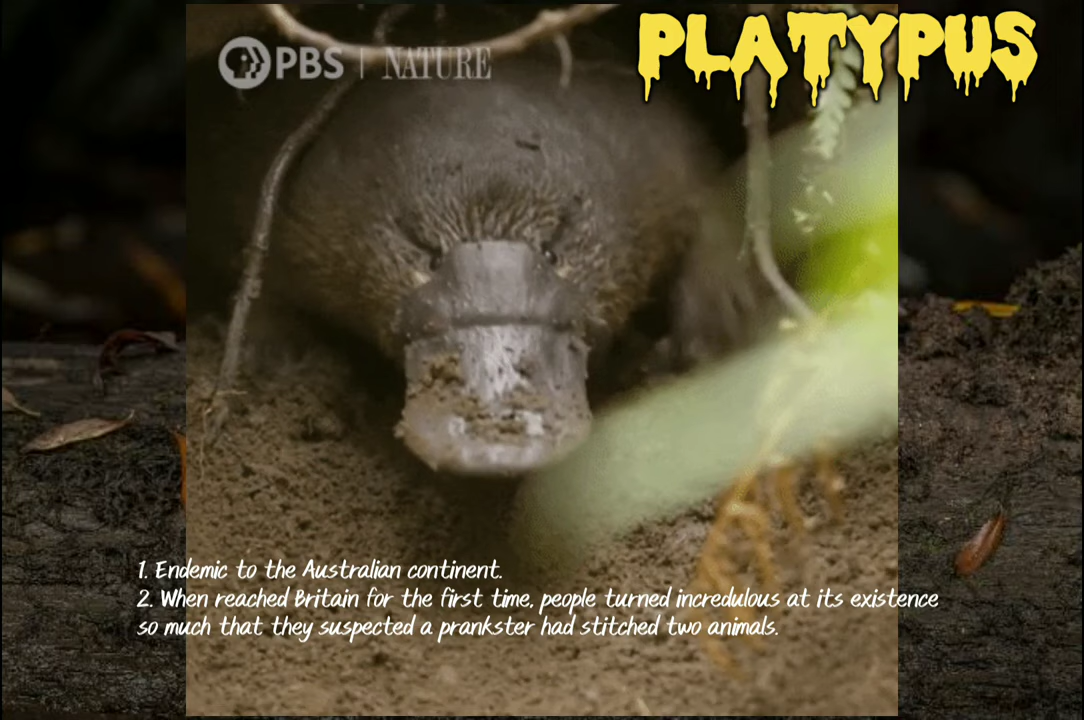 PBS | NATURE
PLATYPUS
1. Endemic to the Australian continent.
2. When reached Britain for the first time, people turned incredulous at its existence
so much that they suspected a prankster had stitched two animals.